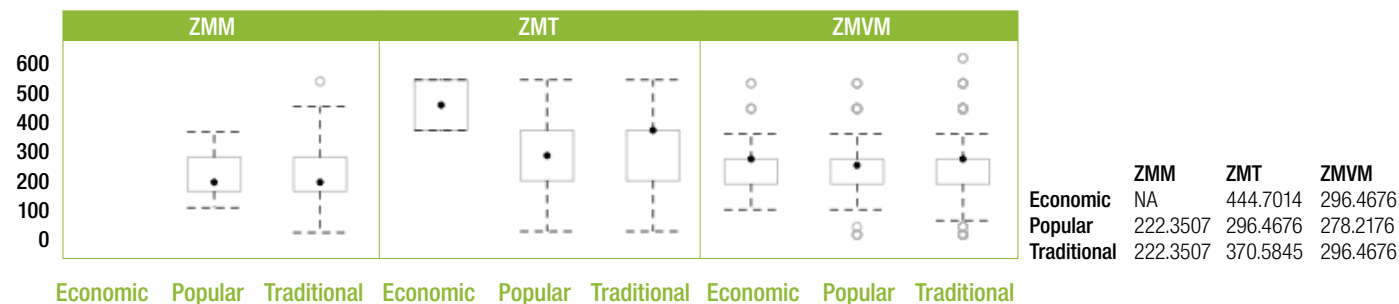 ZMM ZMT ZMVM
600
500
400
300
200
100
0
Economic Popular Traditional Economic Popular Traditional Economic Popular Traditional
ZMM ZMT ZMVM
Economic NA 444.7014 296.4676
Popular 222.3507 296.4676 278.2176
Traditional 222.3507 370.5845 296.4676